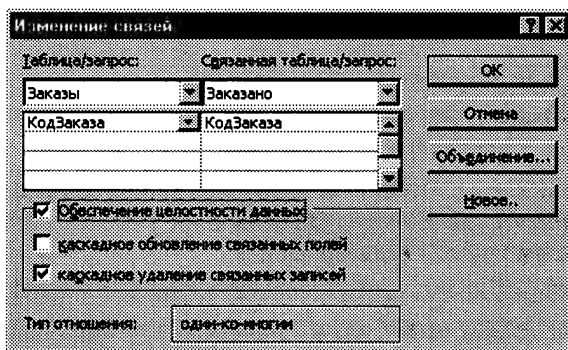 Изменение связей
Таблица/запрос: Связанная таблица/запрос:
Заказы Заказано
КодЗаказа КодЗаказа
ОК
Отмена
Объединение...
Новое..
Обеспечение целостности данных
каскадное обновление связанных полей
каскадное удаление связанных записей
Тип отношения: один-ко-многим